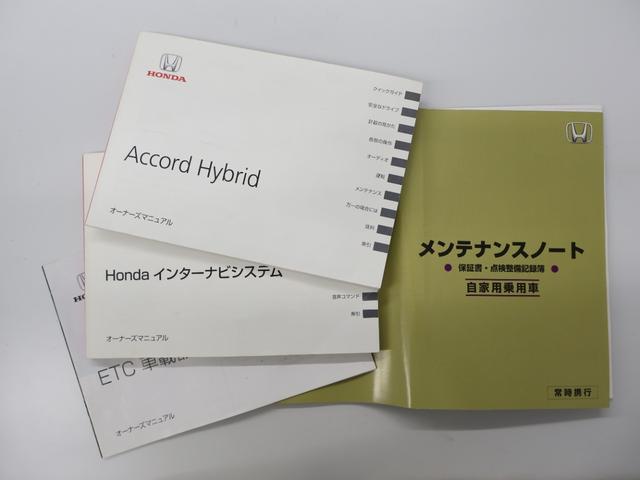 HONDA
Accord Hybrid
オーナーズマニュアル
クイックガイド
安全なドライブ
計器の見かた
各部の操作
オーディオ
運転
メンテナンス
万一の場合には
資料
索引
Honda インターナビシステム
音声コマンド
索引
オーナーズマニュアル
ETC 車載
オーナーズマニュアル
メンテナンスノート
保証書・点検整備記録簿
自家用乗用車
常時携行